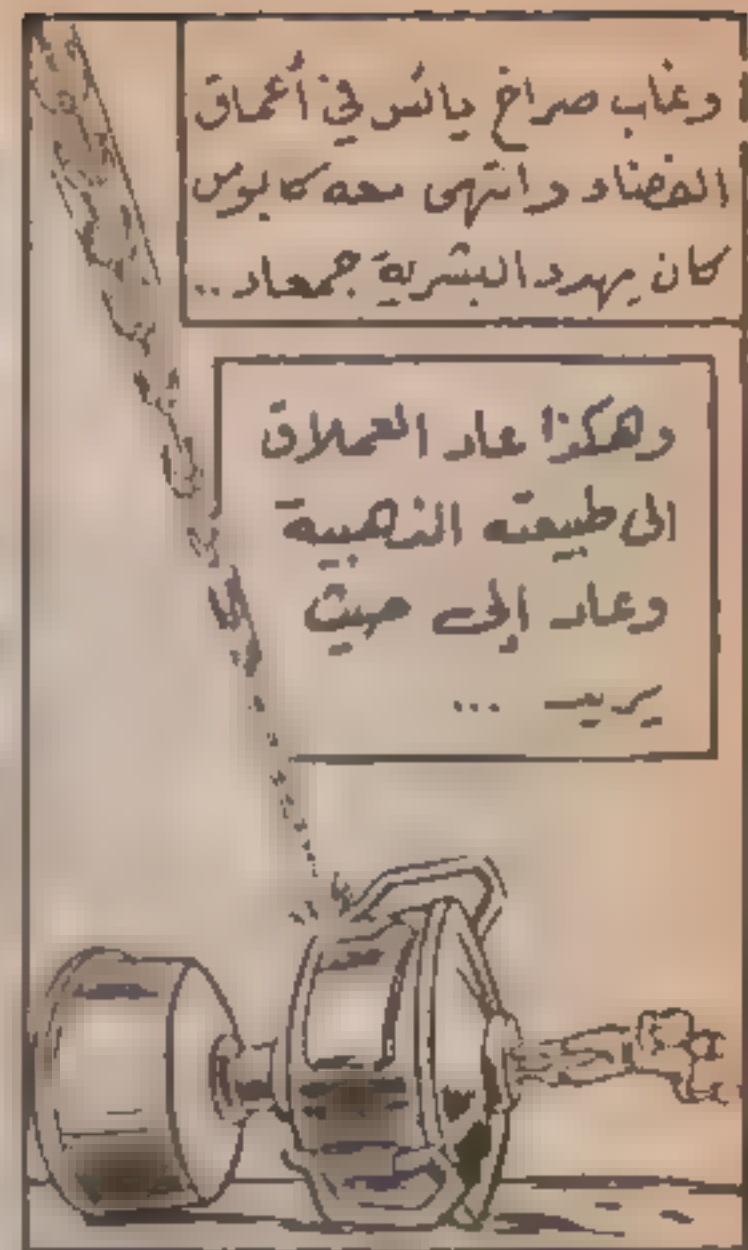 وغاب صراخ يائس في أعماق
الفضاء وانتهى معه كابوس
كان يهدد البشرية جمعاء..
وهكذا عاد العملاق
الى طبيعته الذهبية
وعاد إلى حيث
يريد ...